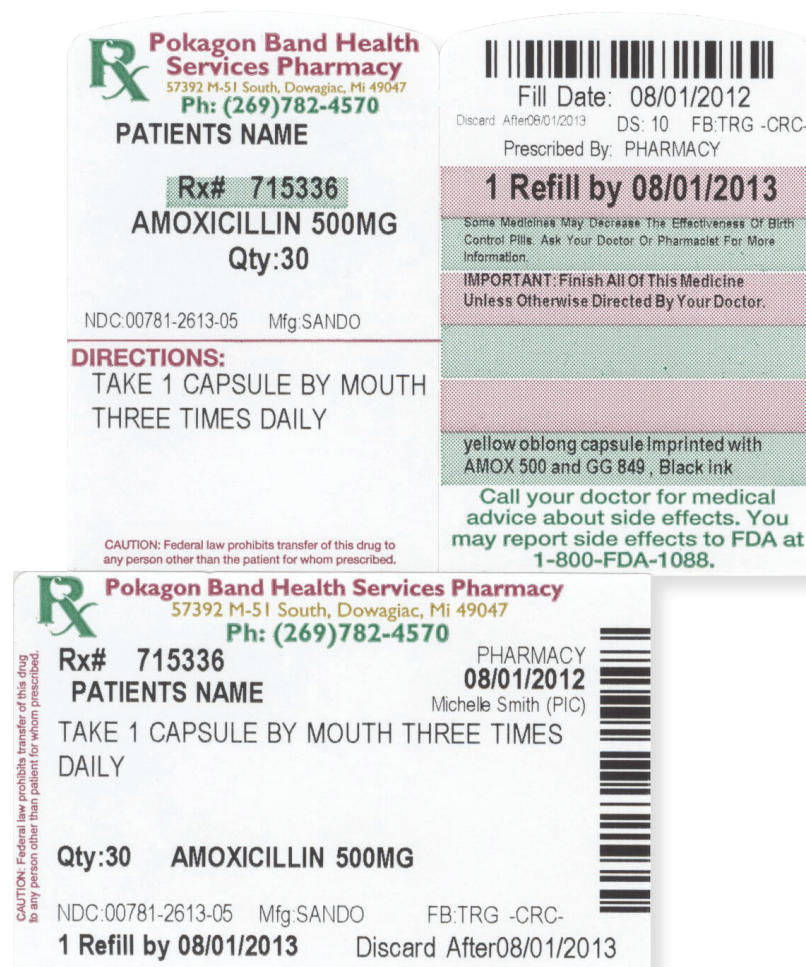 Rx
Pokagon Band Health
Services Pharmacy
57392 M-51 South, Dowagiac, Mi 49047
Ph: (269)782-4570
PATIENTS NAME
Rx# 715336
AMOXICILLIN 500MG
Qty:30
NDC:00781-2613-05 Mfg:SANDO
DIRECTIONS:
TAKE 1 CAPSULE BY MOUTH
THREE TIMES DAILY
CAUTION: Federal law prohibits transfer of this drug to
any person other than the patient for whom prescribed.
Fill Date: 08/01/2012
Discard After08/01/2013 DS: 10 FB:TRG -CRC-
Prescribed By: PHARMACY
1 Refill by 08/01/2013
Some Medicines May Decrease The Effectiveness Of Birth
Control Pills. Ask Your Doctor Or Pharmacist For More
Information.
IMPORTANT: Finish All Of This Medicine
Unless Otherwise Directed By Your Doctor.
yellow oblong capsule Imprinted with
AMOX 500 and GG 849 , Black ink
Call your doctor for medical
advice about side effects. You
may report side effects to FDA at
1-800-FDA-1088.
Rx
Pokagon Band Health Services Pharmacy
57392 M-51 South, Dowagiac, Mi 49047
Ph: (269)782-4570
Rx# 715336
PHARMACY
PATIENTS NAME
08/01/2012
Michelle Smith (PIC)
TAKE 1 CAPSULE BY MOUTH THREE TIMES
DAILY
Qty:30 AMOXICILLIN 500MG
NDC:00781-2613-05 Mfg:SANDO FB:TRG -CRC-
1 Refill by 08/01/2013 Discard After08/01/2013
CAUTION: Federal law prohibits transfer of this drug
to any person other than patient for whom prescribed.